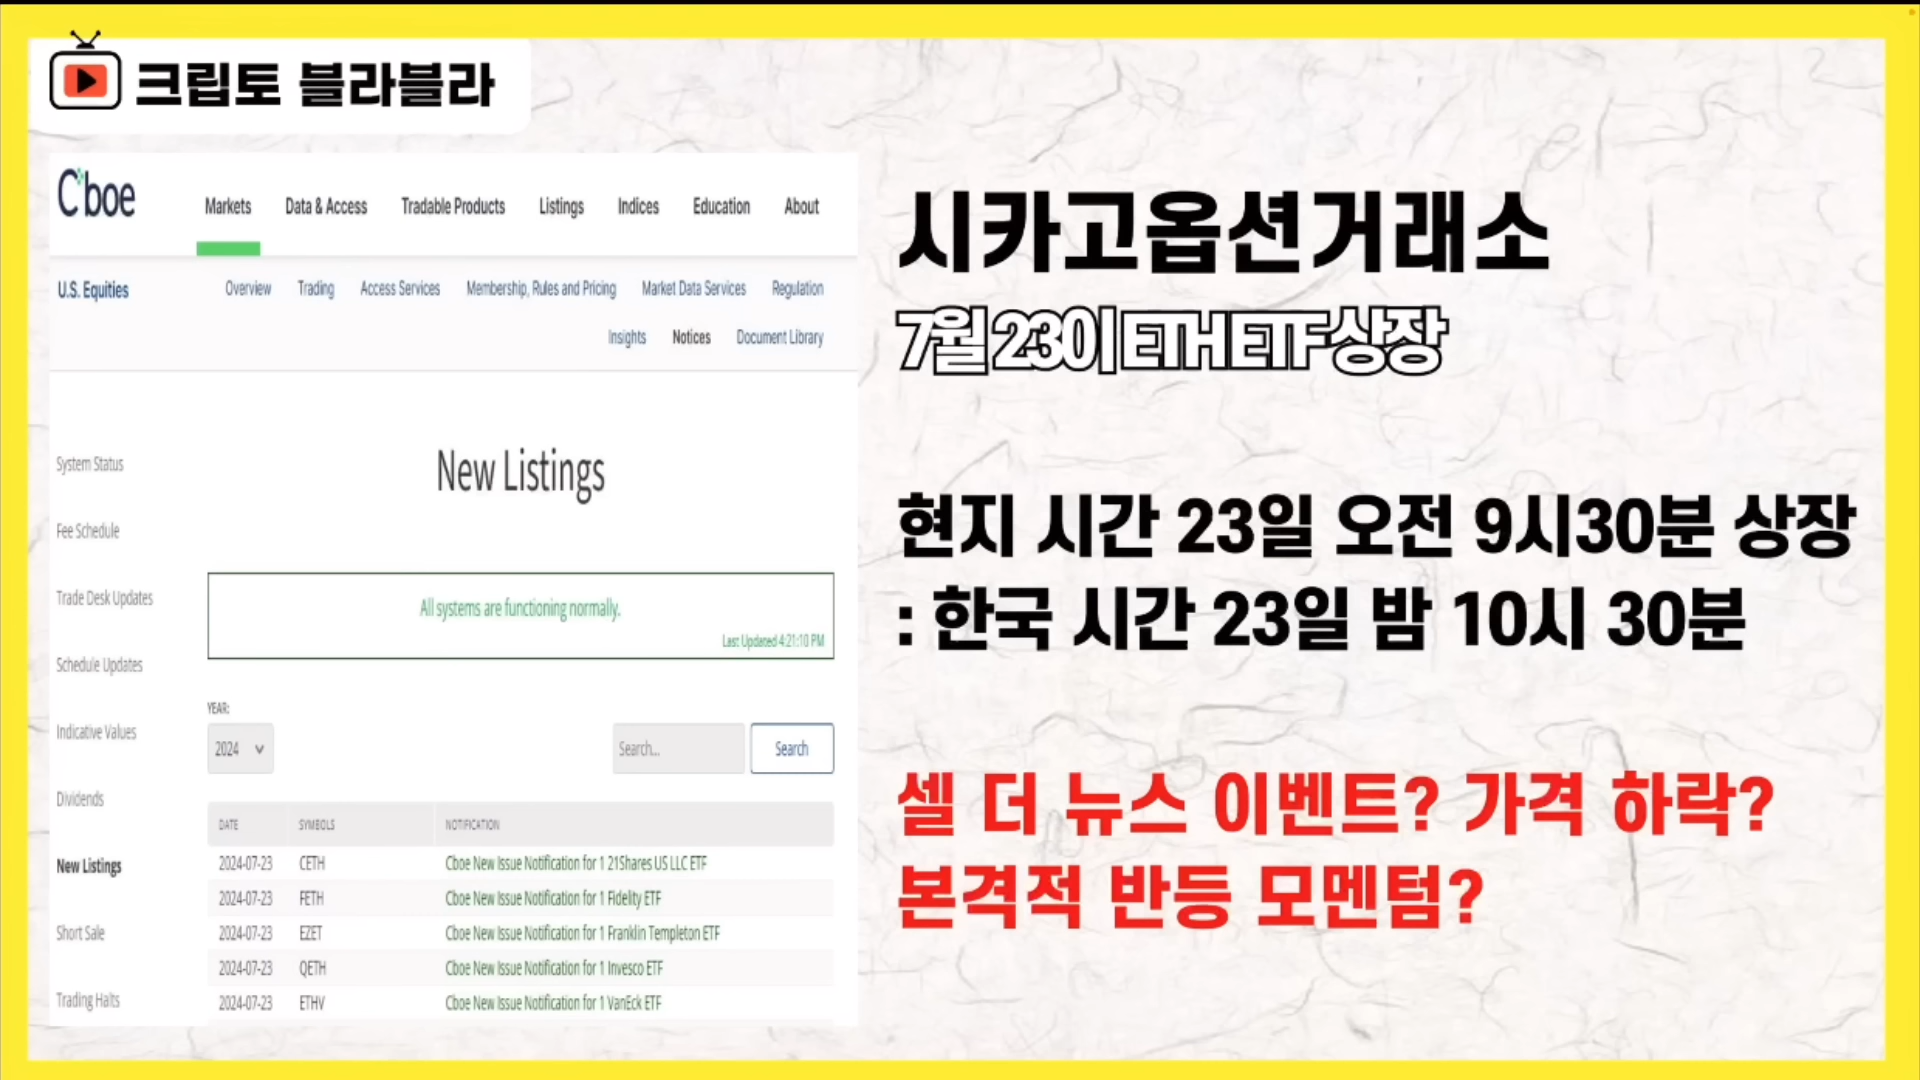 크립토 블라블라
Cboe
Markets Data & Access Tradable Products Listings Indices Education About
U.S. Equities Overview Trading Access Services Membership, Rules and Pricing Market Data Services Regulation
Insights Notices Document Library
System Status
Fee Schedule
Trade Desk Updates
Schedule Updates
Indicative Values
Dividends
New Listings
Short Sale
Trading Halts
New Listings
All systems are functioning normally.
Last Updated 4:21:10 PM
YEAR:
2024 Search... Search
DATE SYMBOLS NOTIFICATION
2024-07-23 CETH Cboe New Issue Notification for 1 21Shares US LLC ETF
2024-07-23 FETH Cboe New Issue Notification for 1 Fidelity ETF
2024-07-23 EZET Cboe New Issue Notification for 1 Franklin Templeton ETF
2024-07-23 QETH Cboe New Issue Notification for 1 Invesco ETF
2024-07-23 ETHV Cboe New Issue Notification for 1 VanEck ETF
시카고옵션거래소
7월 23이 ETH ETF 상장
현지 시간 23일 오전 9시30분 상장
: 한국 시간 23일 밤 10시 30분
셀 더 뉴스 이벤트? 가격 하락?
본격적 반등 모멘텀?